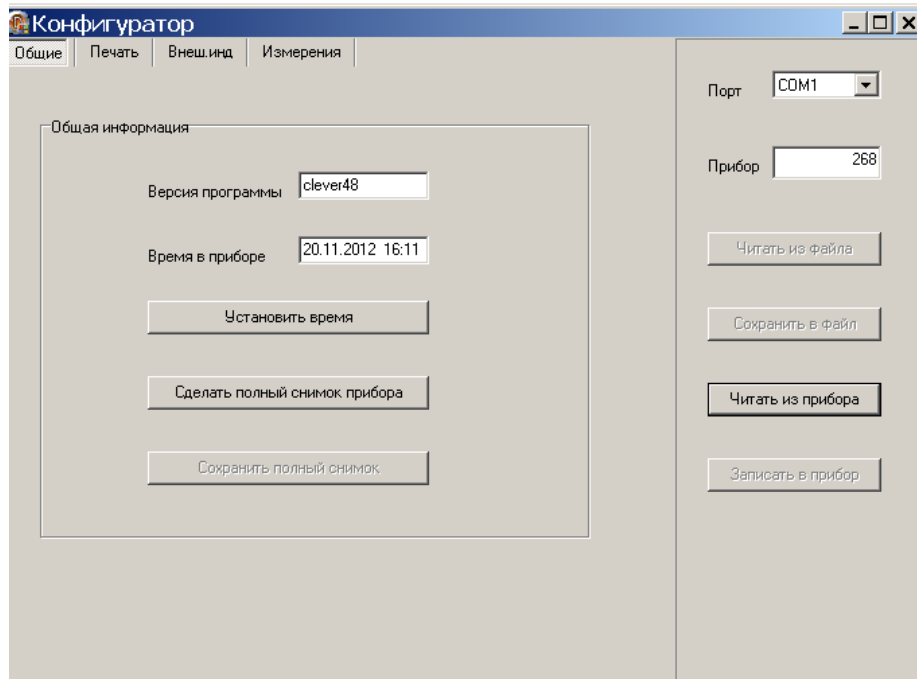 Конфигуратор
Общие Печать Внеш.инд Измерения
Общая информация
Версия программы clever48
Время в приборе 20.11.2012 16:11
Установить время
Сделать полный снимок прибора
Сохранить полный снимок
Порт COM1
Прибор 268
Читать из файла
Сохранить в файл
Читать из прибора
Записать в прибор